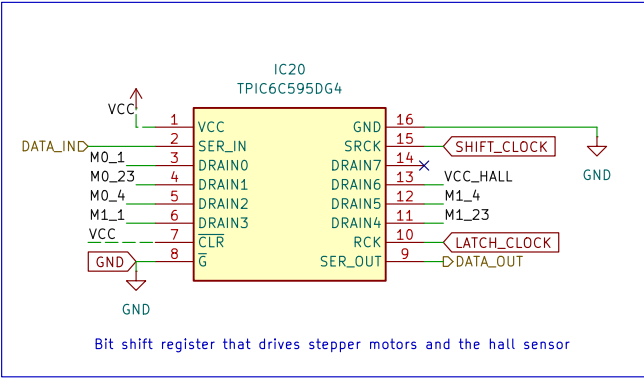 IC20
TPIC6C595DG4
VCC
1 VCC GND 16
DATA_IN 2 SER_IN SRCK 15 SHIFT_CLOCK
M0_1 3 DRAIN0 DRAIN7 14
M0_23 4 DRAIN1 DRAIN6 13 VCC_HALL
M0_4 5 DRAIN2 DRAIN5 12 M1_4
M1_1 6 DRAIN3 DRAIN4 11 M1_23
VCC 7 CLR RCK 10 LATCH_CLOCK
GND 8 G SER_OUT 9 DATA_OUT
GND
GND
Bit shift register that drives stepper motors and the hall sensor